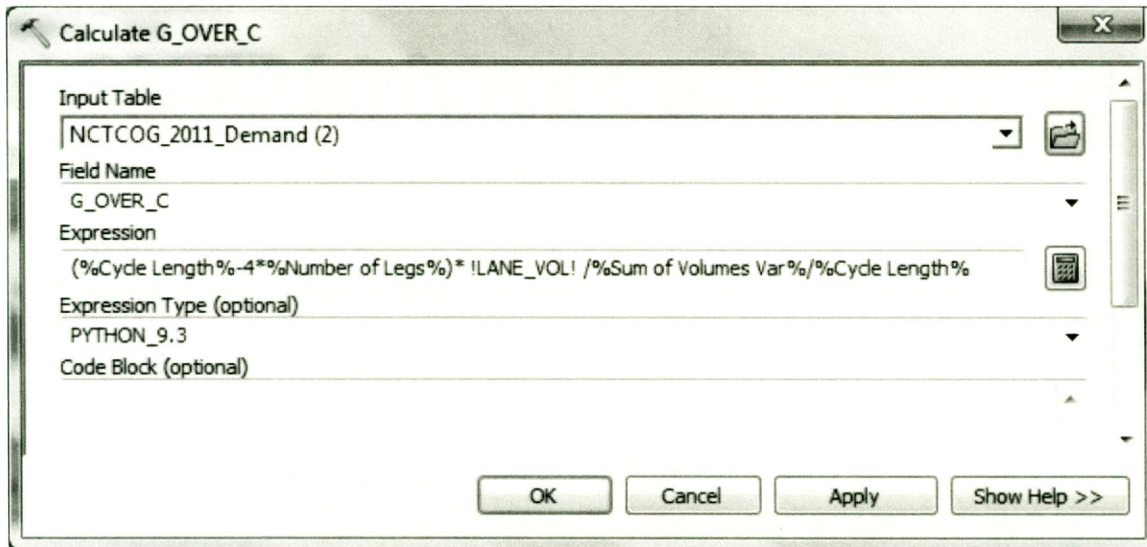 Calculate G_OVER_C
X
Input Table
NCTCOG_2011_Demand (2)
Field Name
G_OVER_C
Expression
(%Cycle Length%-4*%Number of Legs%)* !LANE_VOL! /%Sum of Volumes Var%/%Cycle Length%
Expression Type (optional)
PYTHON_9.3
Code Block (optional)
OK Cancel Apply Show Help >>